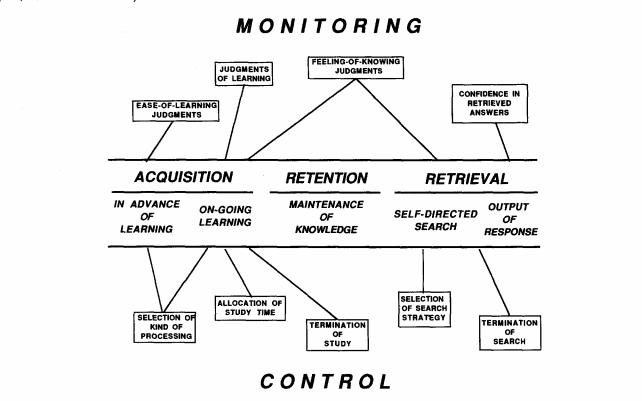 MONITORING
FEELING-OF-KNOWING
JUDGMENTS
JUDGMENTS
OF LEARNING
CONFIDENCE IN
RETRIEVED
ANSWERS
EASE-OF-LEARNING
JUDGMENTS
ACQUISITION
RETENTION
RETRIEVAL
IN ADVANCE
OF
LEARNING
ON-GOING
LEARNING
MAINTENANCE
OF
KNOWLEDGE
SELF-DIRECTED
SEARCH
OUTPUT
OF
RESPONSE
SELECTION OF
KIND OF
PROCESSING
ALLOCATION OF
STUDY TIME
TERMINATION
OF
STUDY
SELECTION
OF SEARCH
STRATEGY
TERMINATION
OF
SEARCH
CONTROL